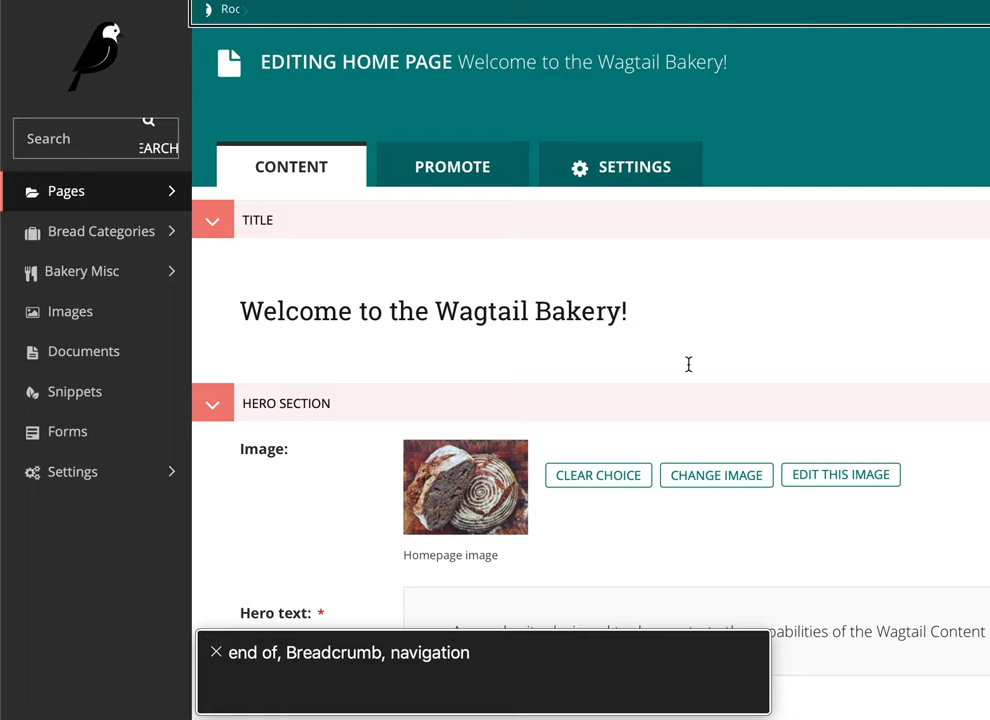 EDITING HOME PAGE Welcome to the Wagtail Bakery!
Search
EARCH
CONTENT
PROMOTE
SETTINGS
Pages
Bread Categories
Bakery Misc
Images
Documents
Snippets
Forms
Settings
TITLE
Welcome to the Wagtail Bakery!
HERO SECTION
Image:
CLEAR CHOICE
CHANGE IMAGE
EDIT THIS IMAGE
Homepage image
Hero text: *
abilities of the Wagtail Content
end of, Breadcrumb, navigation